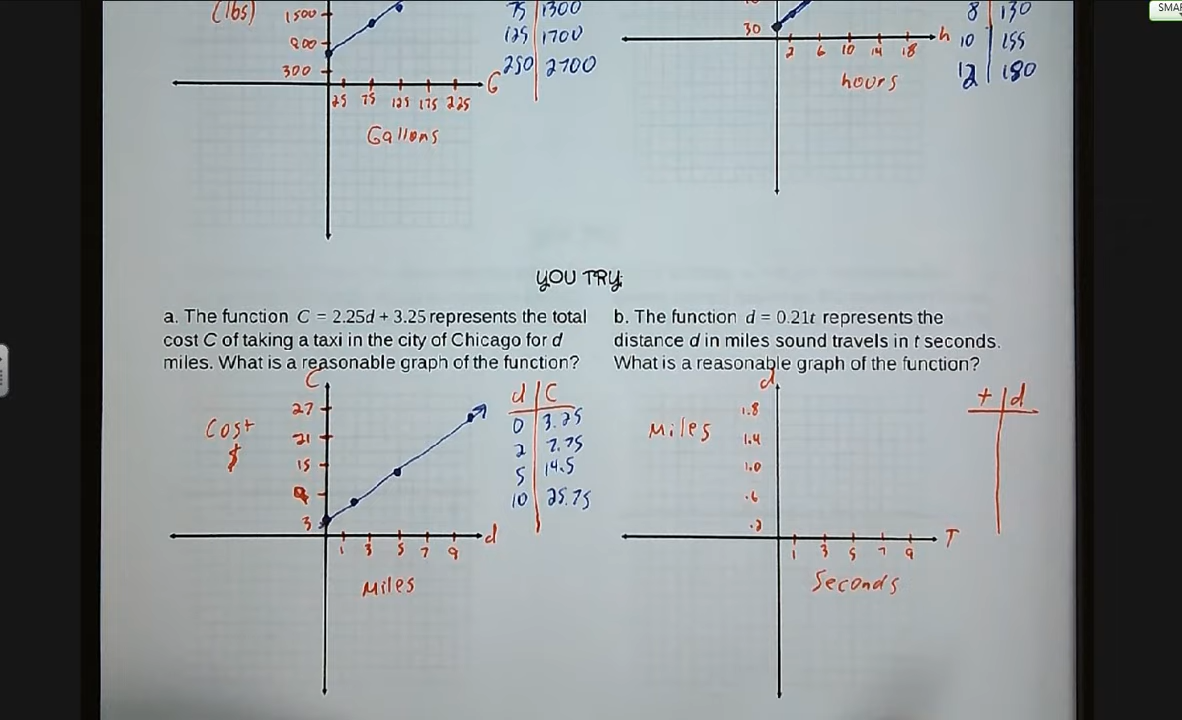 SMAR
(lbs)
1500
900
300
25 75 125 175 225
G
Gallons
75 1300
125 1700
250 2700
30
2 6 10 14 18
h
hours
8 130
10 155
12 180
YOU TRY:
a. The function C = 2.25d + 3.25 represents the total
cost C of taking a taxi in the city of Chicago for d
miles. What is a reasonable graph of the function?
C
Cost
$
27
21
15
9
3
1 3 5 7 9
d
Miles
d C
0 3.25
2 7.75
5 14.5
10 25.75
b. The function d = 0.21t represents the
distance d in miles sound travels in t seconds.
What is a reasonable graph of the function?
d
Miles
1.8
1.4
1.0
.6
.2
1 3 5 7 9
T
Seconds
t d